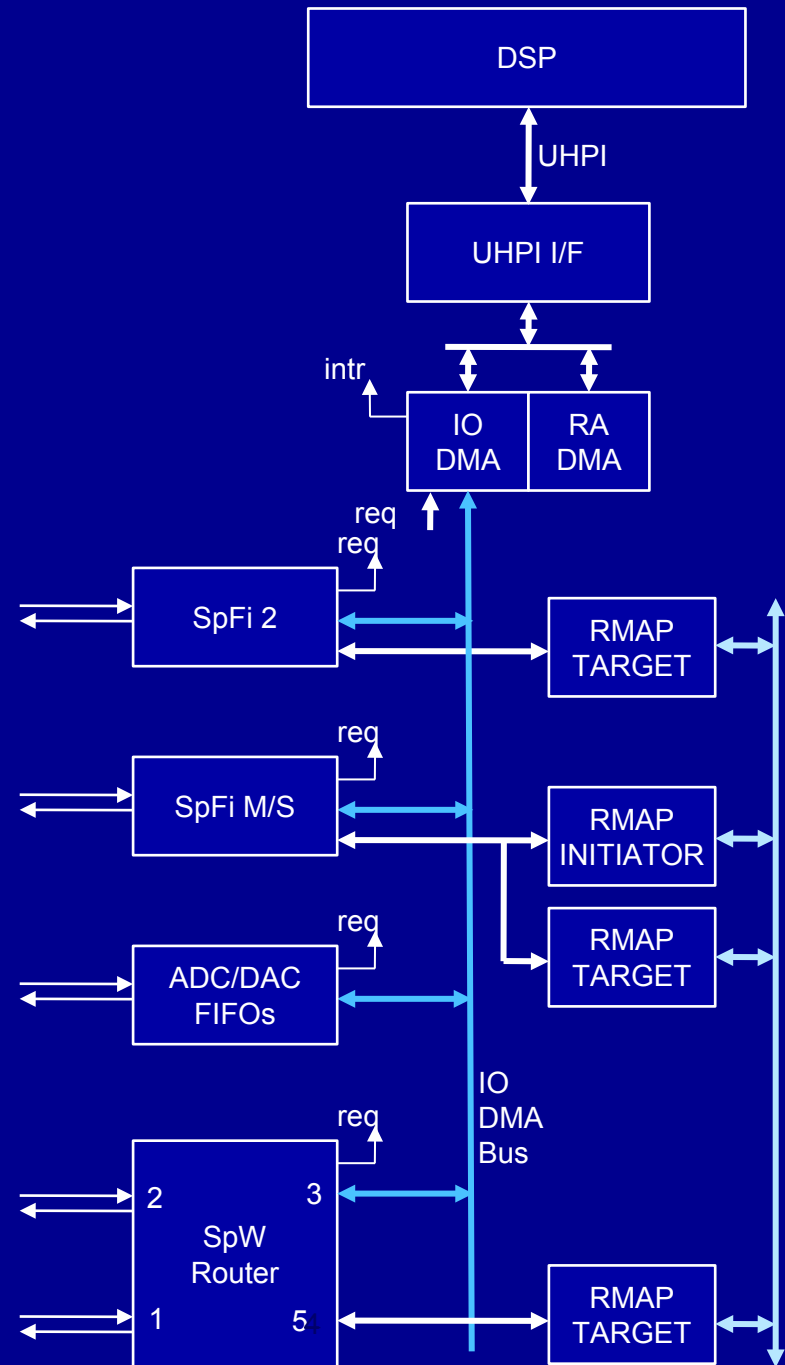 DSP
UHPI
UHPI I/F
intr
IO
DMA
RA
DMA
req
req
SpFi 2
RMAP
TARGET
req
SpFi M/S
RMAP
INITIATOR
req
RMAP
TARGET
ADC/DAC
FIFOs
IO
DMA
Bus
req
2
3
SpW
Router
1
54
RMAP
TARGET